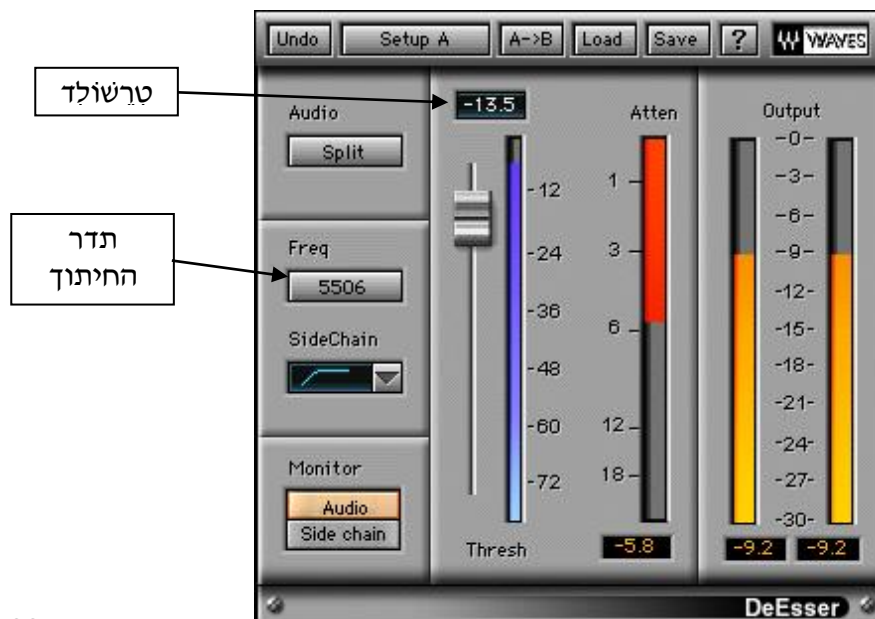 Undo
Setup A
A->B
Load
Save
?
WAVES
טְרֵשׁוֹלְד
תדר
החיתוך
Audio
Split
Freq
5506
SideChain
Monitor
Audio
Side chain
-13.5
-12
-24
-36
-48
-60
-72
Thresh
Atten
1
3
6
12
18
-5.8
Output
-0-
-3-
-6-
-9-
-12-
-15-
-18-
-21-
-24-
-27-
-30-
-9.2 -9.2
DeEsser